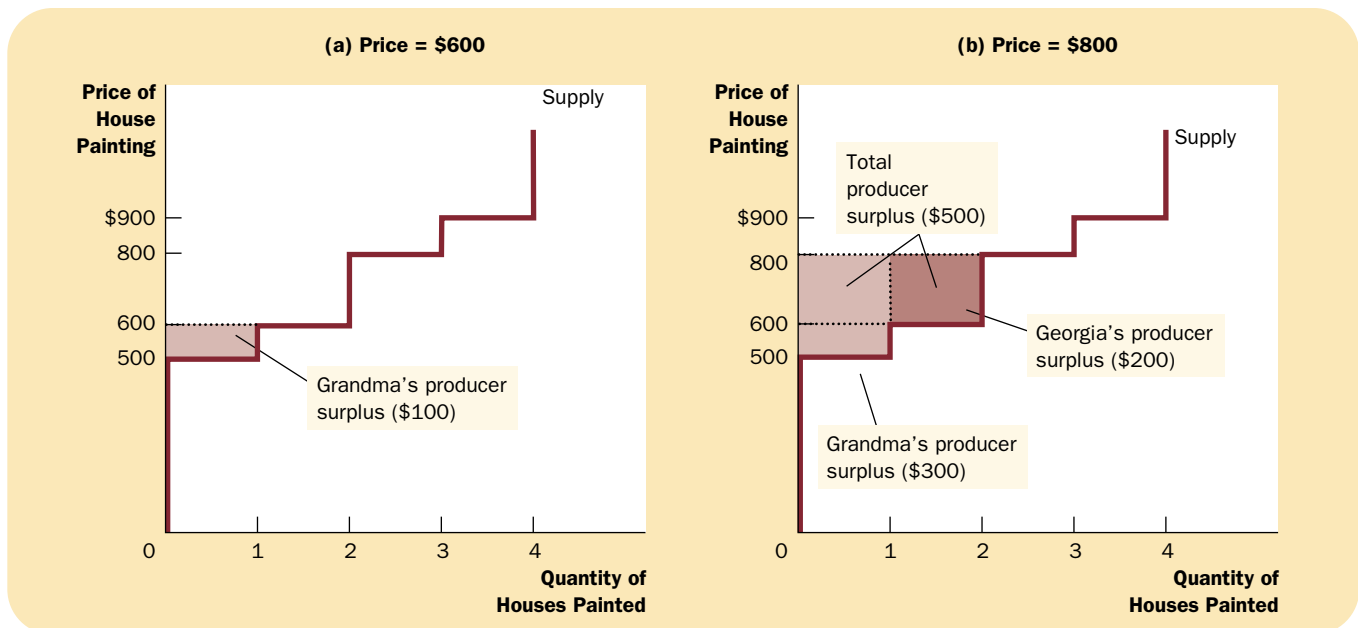 (a) Price = $600
Price of
House
Painting
Supply
$900
800
600
500
Grandma's producer
surplus ($100)
0
1
2
3
4
Quantity of
Houses Painted
(b) Price = $800
Price of
House
Painting
Supply
Total
producer
surplus ($500)
$900
800
600
500
Georgia's producer
surplus ($200)
Grandma's producer
surplus ($300)
0
1
2
3
4
Quantity of
Houses Painted